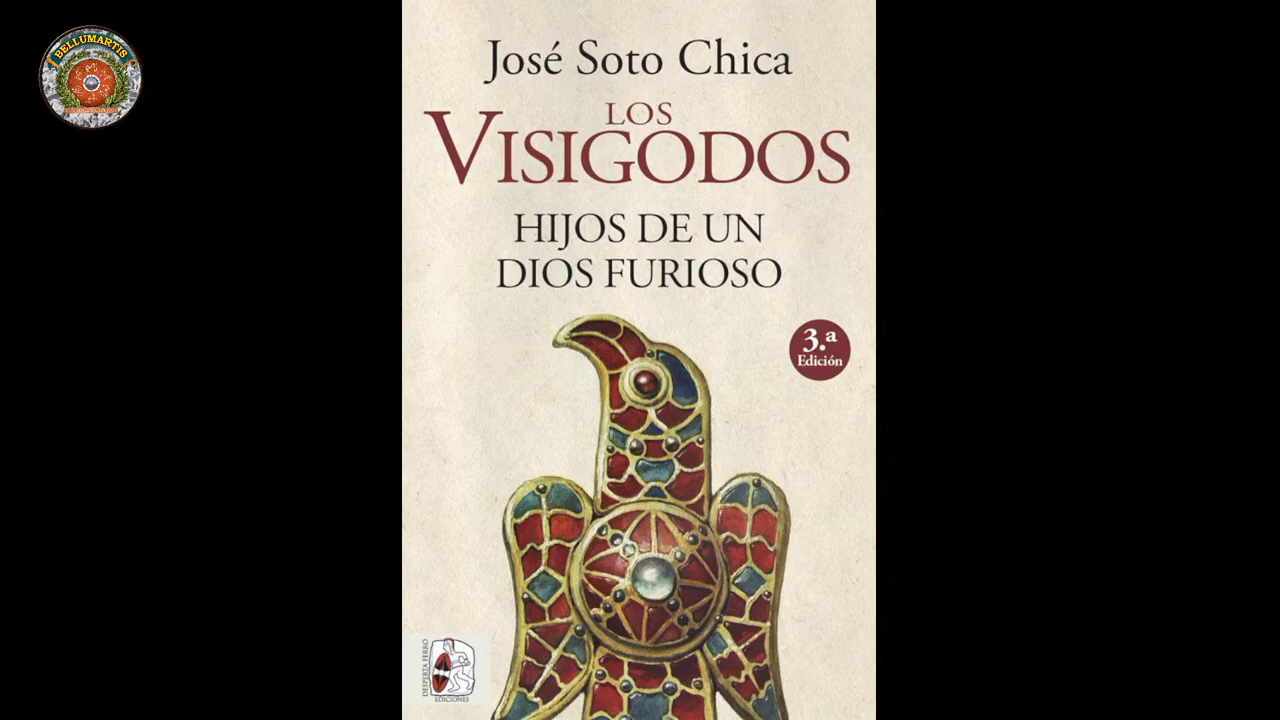 BELLUMARTIS
José Soto Chica
LOS
VISIGODOS
HIJOS DE UN
DIOS FURIOSO
3.ª
Edición
DESPERTA FERRO
EDICIONES